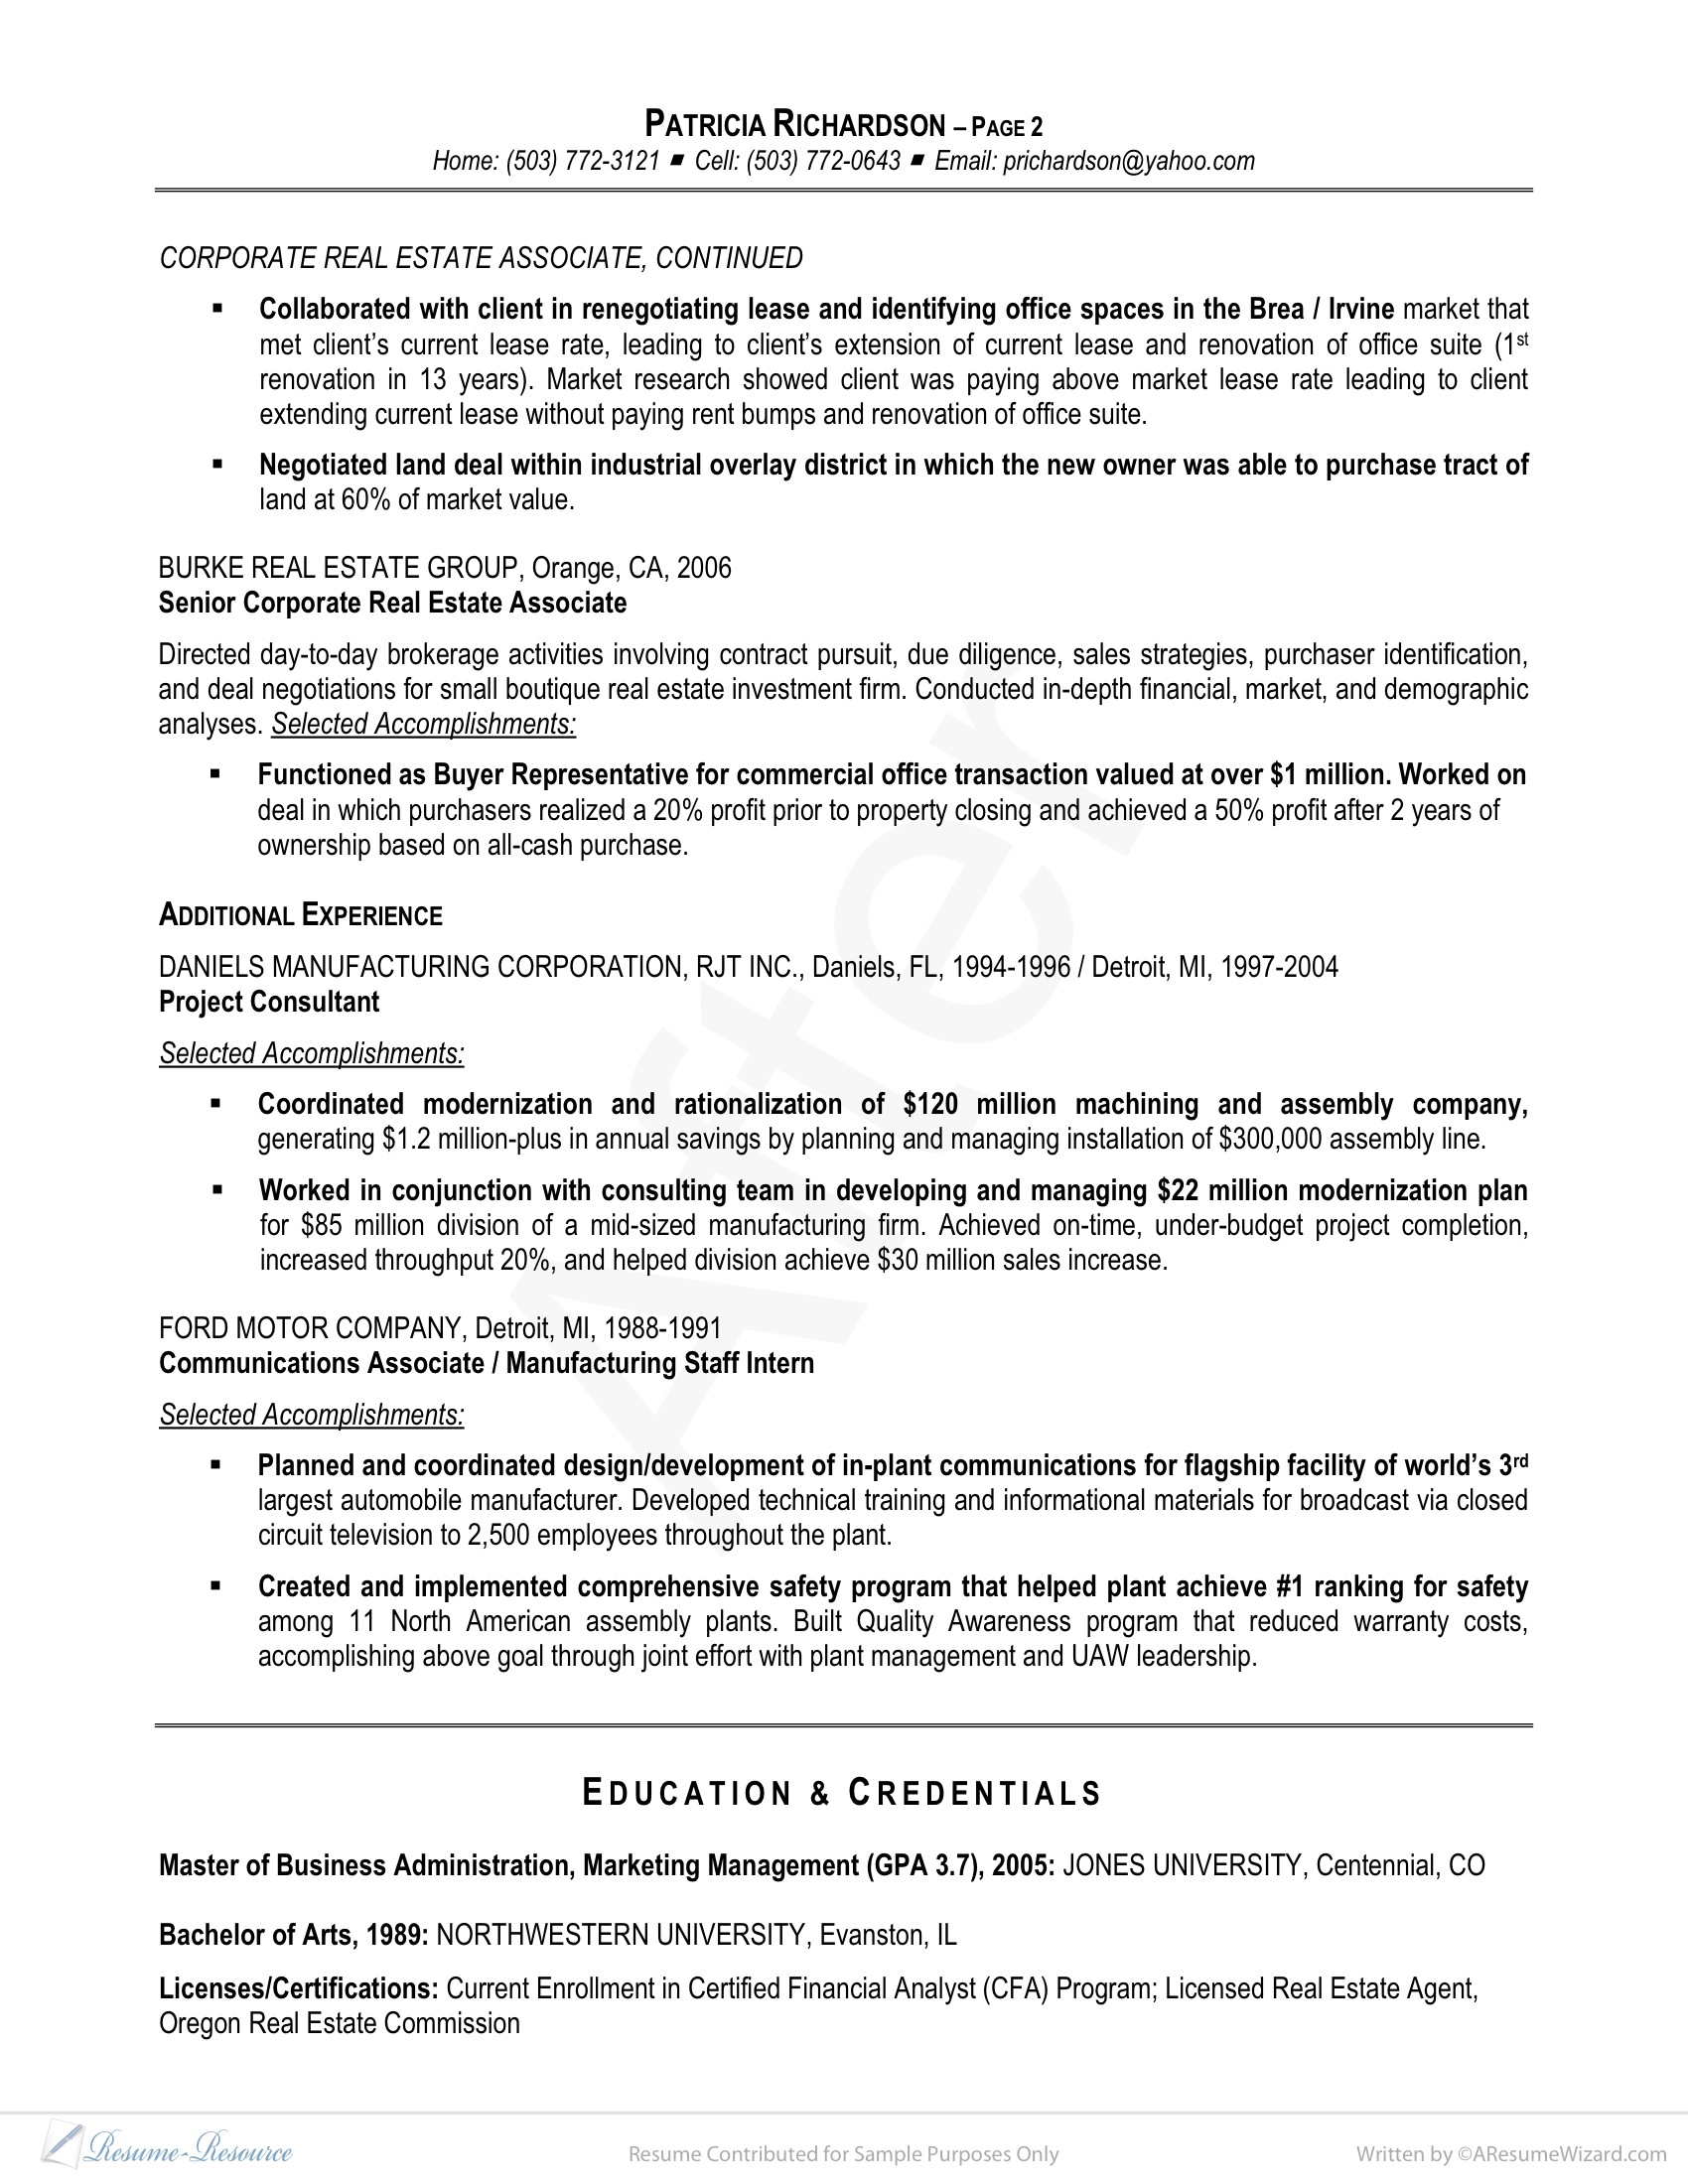 PATRICIA RICHARDSON – PAGE 2
Home: (503) 772-3121 ▪ Cell: (503) 772-0643 ▪ Email: prichardson@yahoo.com
CORPORATE REAL ESTATE ASSOCIATE, CONTINUED
▪ Collaborated with client in renegotiating lease and identifying office spaces in the Brea / Irvine market that
met client’s current lease rate, leading to client’s extension of current lease and renovation of office suite (1st
renovation in 13 years). Market research showed client was paying above market lease rate leading to client
extending current lease without paying rent bumps and renovation of office suite.
▪ Negotiated land deal within industrial overlay district in which the new owner was able to purchase tract of
land at 60% of market value.
BURKE REAL ESTATE GROUP, Orange, CA, 2006
Senior Corporate Real Estate Associate
Directed day-to-day brokerage activities involving contract pursuit, due diligence, sales strategies, purchaser identification,
and deal negotiations for small boutique real estate investment firm. Conducted in-depth financial, market, and demographic
analyses. Selected Accomplishments:
▪ Functioned as Buyer Representative for commercial office transaction valued at over $1 million. Worked on
deal in which purchasers realized a 20% profit prior to property closing and achieved a 50% profit after 2 years of
ownership based on all-cash purchase.
ADDITIONAL EXPERIENCE
DANIELS MANUFACTURING CORPORATION, RJT INC., Daniels, FL, 1994-1996 / Detroit, MI, 1997-2004
Project Consultant
Selected Accomplishments:
▪ Coordinated modernization and rationalization of $120 million machining and assembly company,
generating $1.2 million-plus in annual savings by planning and managing installation of $300,000 assembly line.
▪ Worked in conjunction with consulting team in developing and managing $22 million modernization plan
for $85 million division of a mid-sized manufacturing firm. Achieved on-time, under-budget project completion,
increased throughput 20%, and helped division achieve $30 million sales increase.
FORD MOTOR COMPANY, Detroit, MI, 1988-1991
Communications Associate / Manufacturing Staff Intern
Selected Accomplishments:
▪ Planned and coordinated design/development of in-plant communications for flagship facility of world’s 3rd
largest automobile manufacturer. Developed technical training and informational materials for broadcast via closed
circuit television to 2,500 employees throughout the plant.
▪ Created and implemented comprehensive safety program that helped plant achieve #1 ranking for safety
among 11 North American assembly plants. Built Quality Awareness program that reduced warranty costs,
accomplishing above goal through joint effort with plant management and UAW leadership.
EDUCATION & CREDENTIALS
Master of Business Administration, Marketing Management (GPA 3.7), 2005: JONES UNIVERSITY, Centennial, CO
Bachelor of Arts, 1989: NORTHWESTERN UNIVERSITY, Evanston, IL
Licenses/Certifications: Current Enrollment in Certified Financial Analyst (CFA) Program; Licensed Real Estate Agent,
Oregon Real Estate Commission
After
Resume-Resource
Resume Contributed for Sample Purposes Only
Written by ©AResumeWizard.com